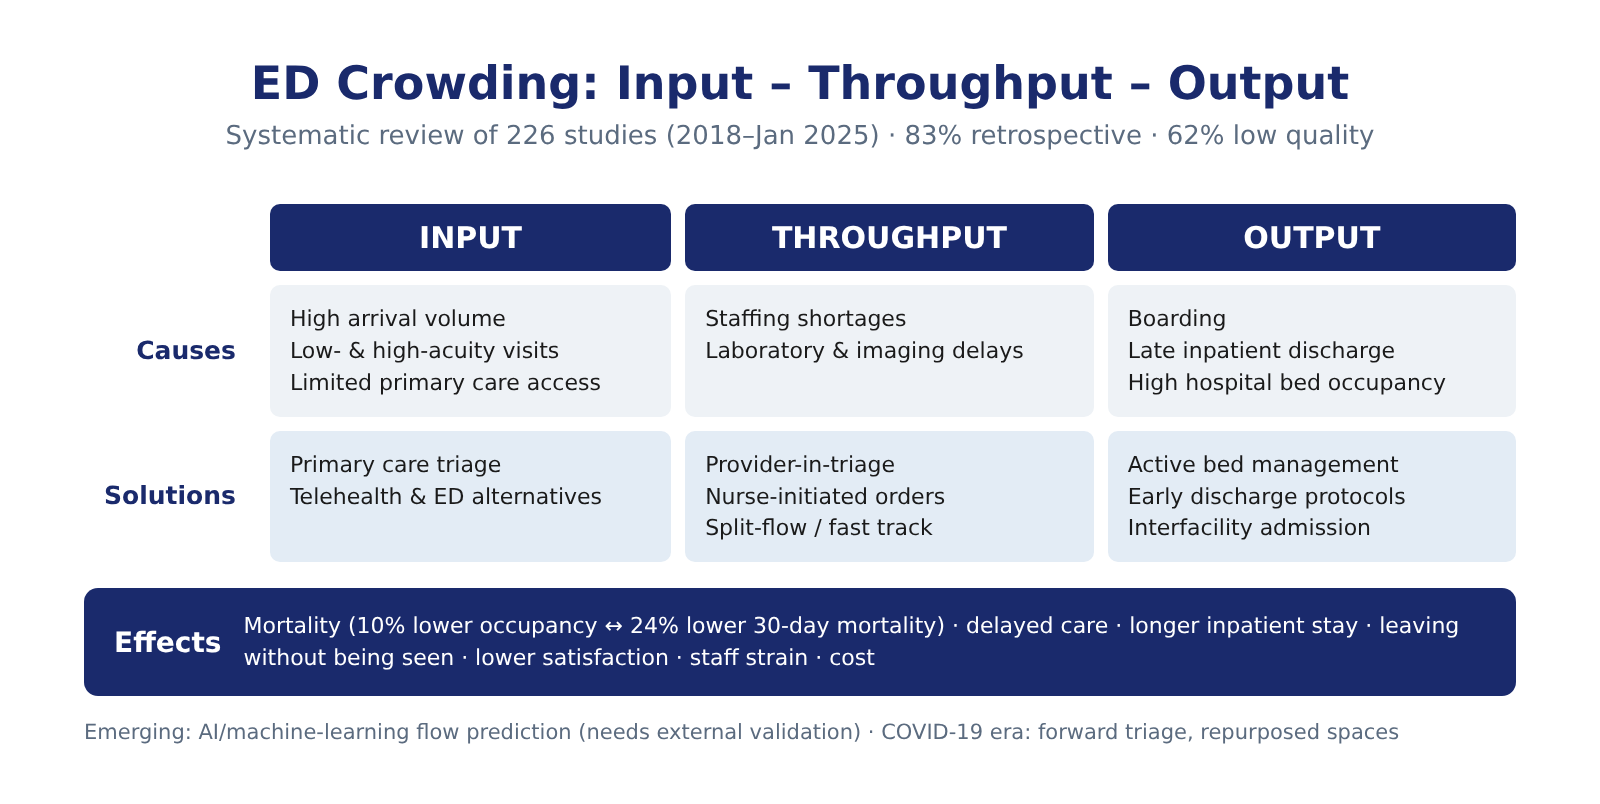 ED Crowding: Input – Throughput – Output
Systematic review of 226 studies (2018–Jan 2025) · 83% retrospective · 62% low quality
INPUT
THROUGHPUT
OUTPUT
Causes
High arrival volume
Low- & high-acuity visits
Limited primary care access
Staffing shortages
Laboratory & imaging delays
Boarding
Late inpatient discharge
High hospital bed occupancy
Solutions
Primary care triage
Telehealth & ED alternatives
Provider-in-triage
Nurse-initiated orders
Split-flow / fast track
Active bed management
Early discharge protocols
Interfacility admission
Effects
Mortality (10% lower occupancy ↔ 24% lower 30-day mortality) · delayed care · longer inpatient stay · leaving
without being seen · lower satisfaction · staff strain · cost
Emerging: AI/machine-learning flow prediction (needs external validation) · COVID-19 era: forward triage, repurposed spaces